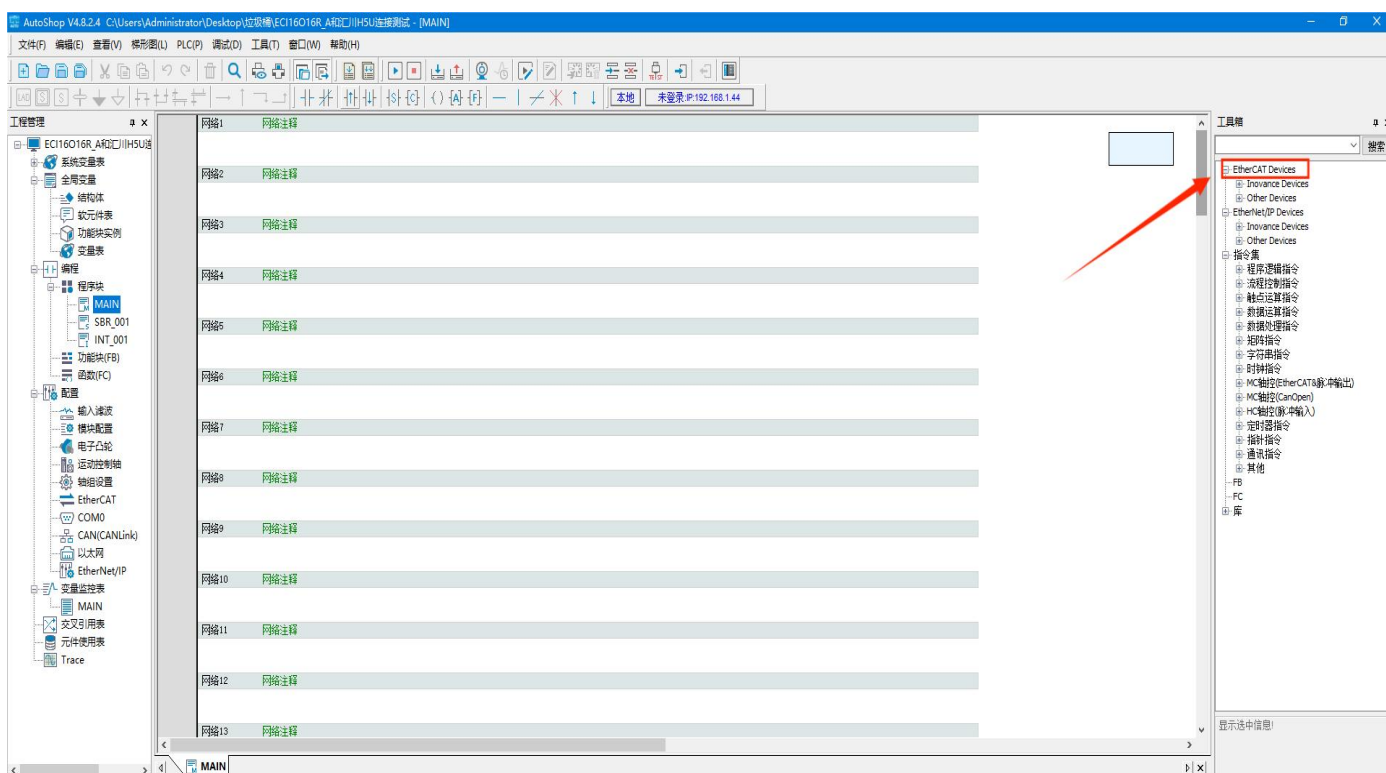 AutoShop V4.8.2.4 C:\Users\Administrator\Desktop\垃圾桶\ECI16O16R_A和汇川H5U连接测试 - [MAIN]
文件(F) 编辑(E) 查看(V) 梯形图(L) PLC(P) 调试(D) 工具(T) 窗口(W) 帮助(H)
本地 未登录:IP:192.168.1.44
工程管理
ECI16O16R_A和汇川H5U连
系统变量表
全局变量
结构体
软元件表
功能块实例
变量表
编程
程序块
MAIN
SBR_001
INT_001
功能块(FB)
函数(FC)
配置
输入滤波
模块配置
电子凸轮
运动控制轴
轴组设置
EtherCAT
COM0
CAN(CANLink)
以太网
EtherNet/IP
变量监控表
MAIN
交叉引用表
元件使用表
Trace
网络1 网络注释
网络2 网络注释
网络3 网络注释
网络4 网络注释
网络5 网络注释
网络6 网络注释
网络7 网络注释
网络8 网络注释
网络9 网络注释
网络10 网络注释
网络11 网络注释
网络12 网络注释
网络13 网络注释
MAIN
工具箱
搜索
EtherCAT Devices
Inovance Devices
Other Devices
EtherNet/IP Devices
Inovance Devices
Other Devices
指令集
程序逻辑指令
流程控制指令
触点运算指令
数据运算指令
数据处理指令
矩阵指令
字符串指令
时钟指令
MC轴控(EtherCAT&脉冲输出)
MC轴控(CanOpen)
HC轴控(脉冲输入)
定时器指令
指针指令
通讯指令
其他
FB
FC
库
显示选中信息!